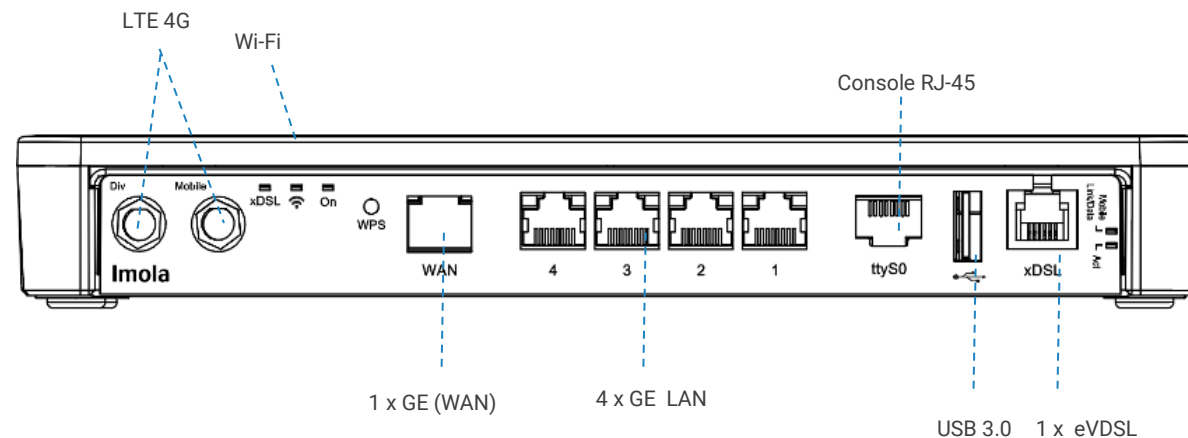 LTE 4G
Wi-Fi
Console RJ-45
Div
Mobile
xDSL
On
WPS
Imola
WAN
4
3
2
1
ttyS0
xDSL
Mobile
Link/Data
Act
1 x GE (WAN)
4 x GE LAN
USB 3.0
1 x eVDSL